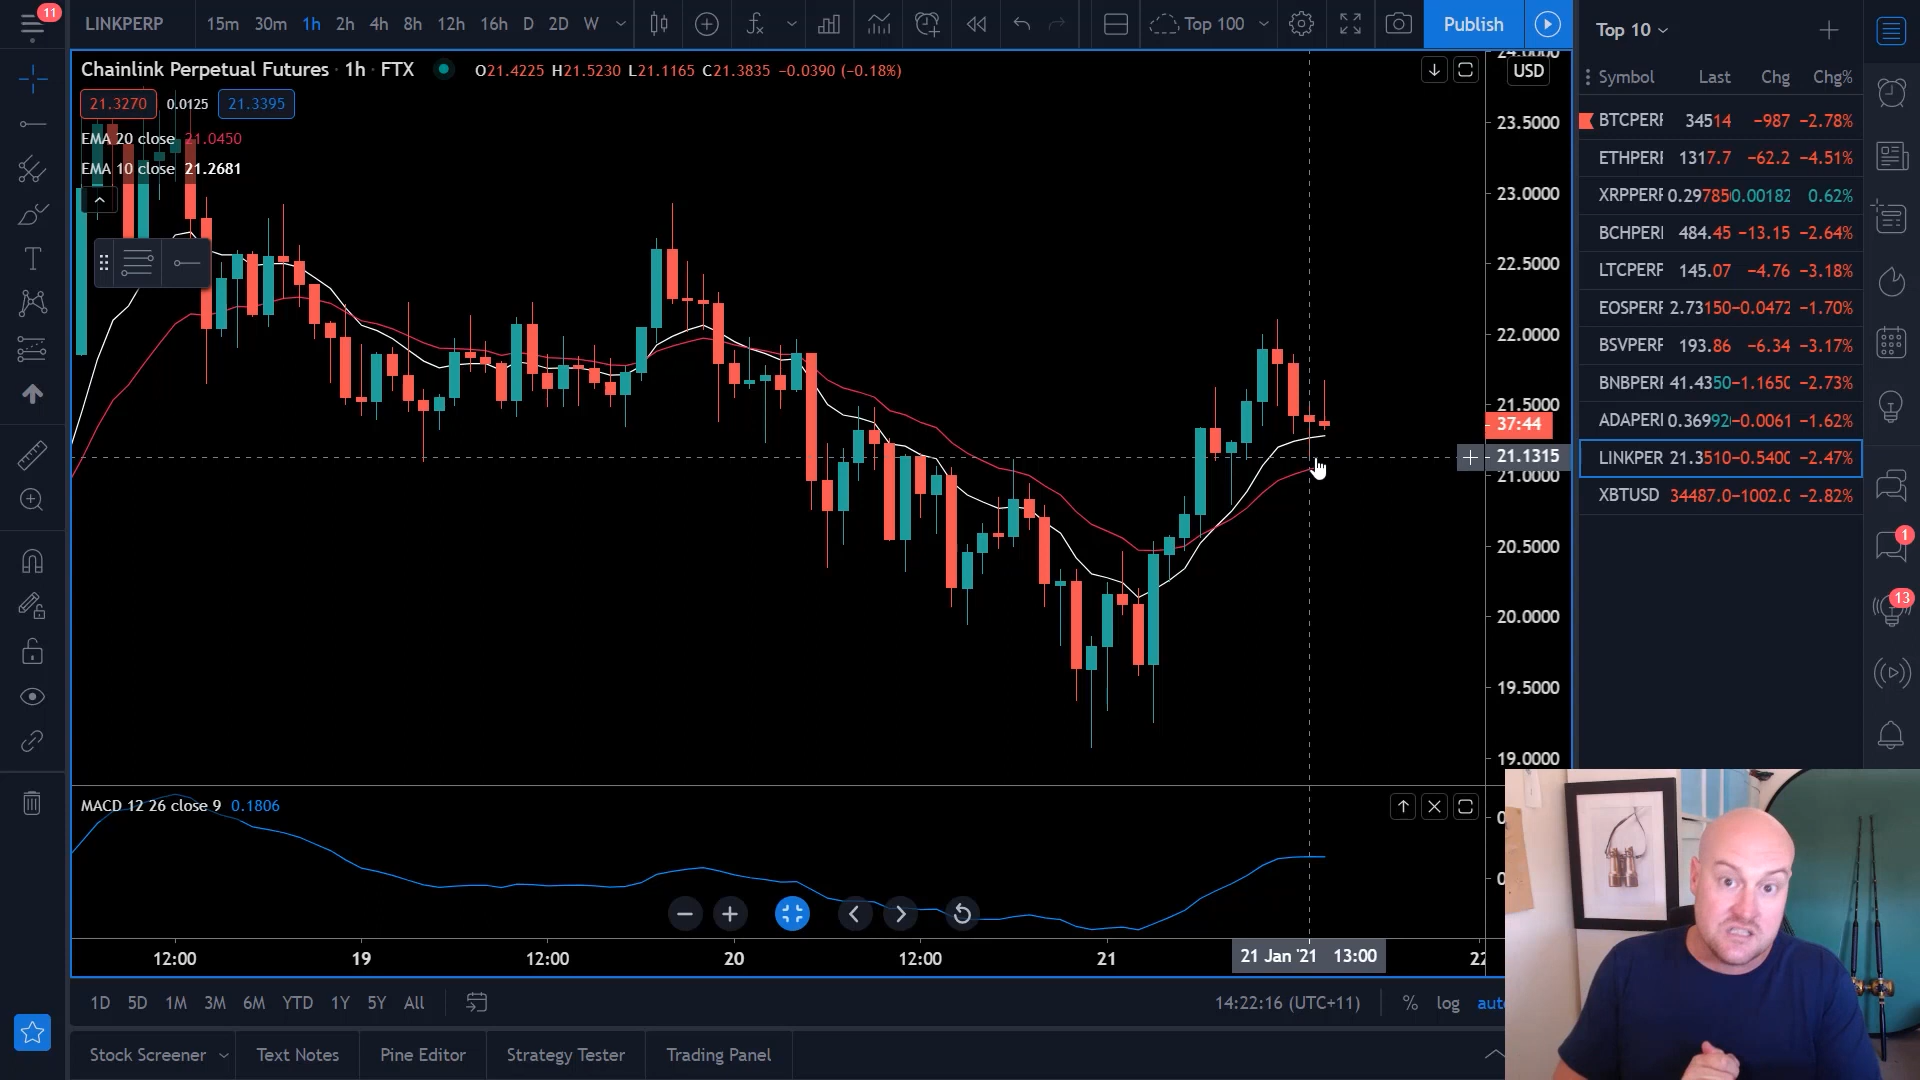 11
LINKPERP
15m 30m 1h 2h 4h 8h 12h 16h D 2D W
Top 100
Publish
Chainlink Perpetual Futures · 1h · FTX
O21.4225 H21.5230 L21.1165 C21.3835 −0.0390 (−0.18%)
21.3270 0.0125 21.3395
EMA 20 close 21.0450
EMA 10 close 21.2681
USD
23.5000
23.0000
22.5000
22.0000
21.5000
37:44
21.1315
21.0000
20.5000
20.0000
19.5000
19.0000
MACD 12 26 close 9 0.1806
12:00 19 12:00 20 12:00 21 21 Jan '21 13:00
1D 5D 1M 3M 6M YTD 1Y 5Y All
14:22:16 (UTC+11) % log
Stock Screener Text Notes Pine Editor Strategy Tester Trading Panel
Top 10
Symbol Last Chg Chg%
BTCPERP 34514 −987 −2.78%
ETHPERP 1317.7 −62.2 −4.51%
XRPPERP 0.29785 0.00182 0.62%
BCHPERP 484.45 −13.15 −2.64%
LTCPERP 145.07 −4.76 −3.18%
EOSPERP 2.73150 −0.0472 −1.70%
BSVPERP 193.86 −6.34 −3.17%
BNBPERP 41.4350 −1.1650 −2.73%
ADAPERP 0.36992 −0.0061 −1.62%
LINKPER 21.3510 −0.5400 −2.47%
XBTUSD 34487.0 −1002.0 −2.82%
1
13